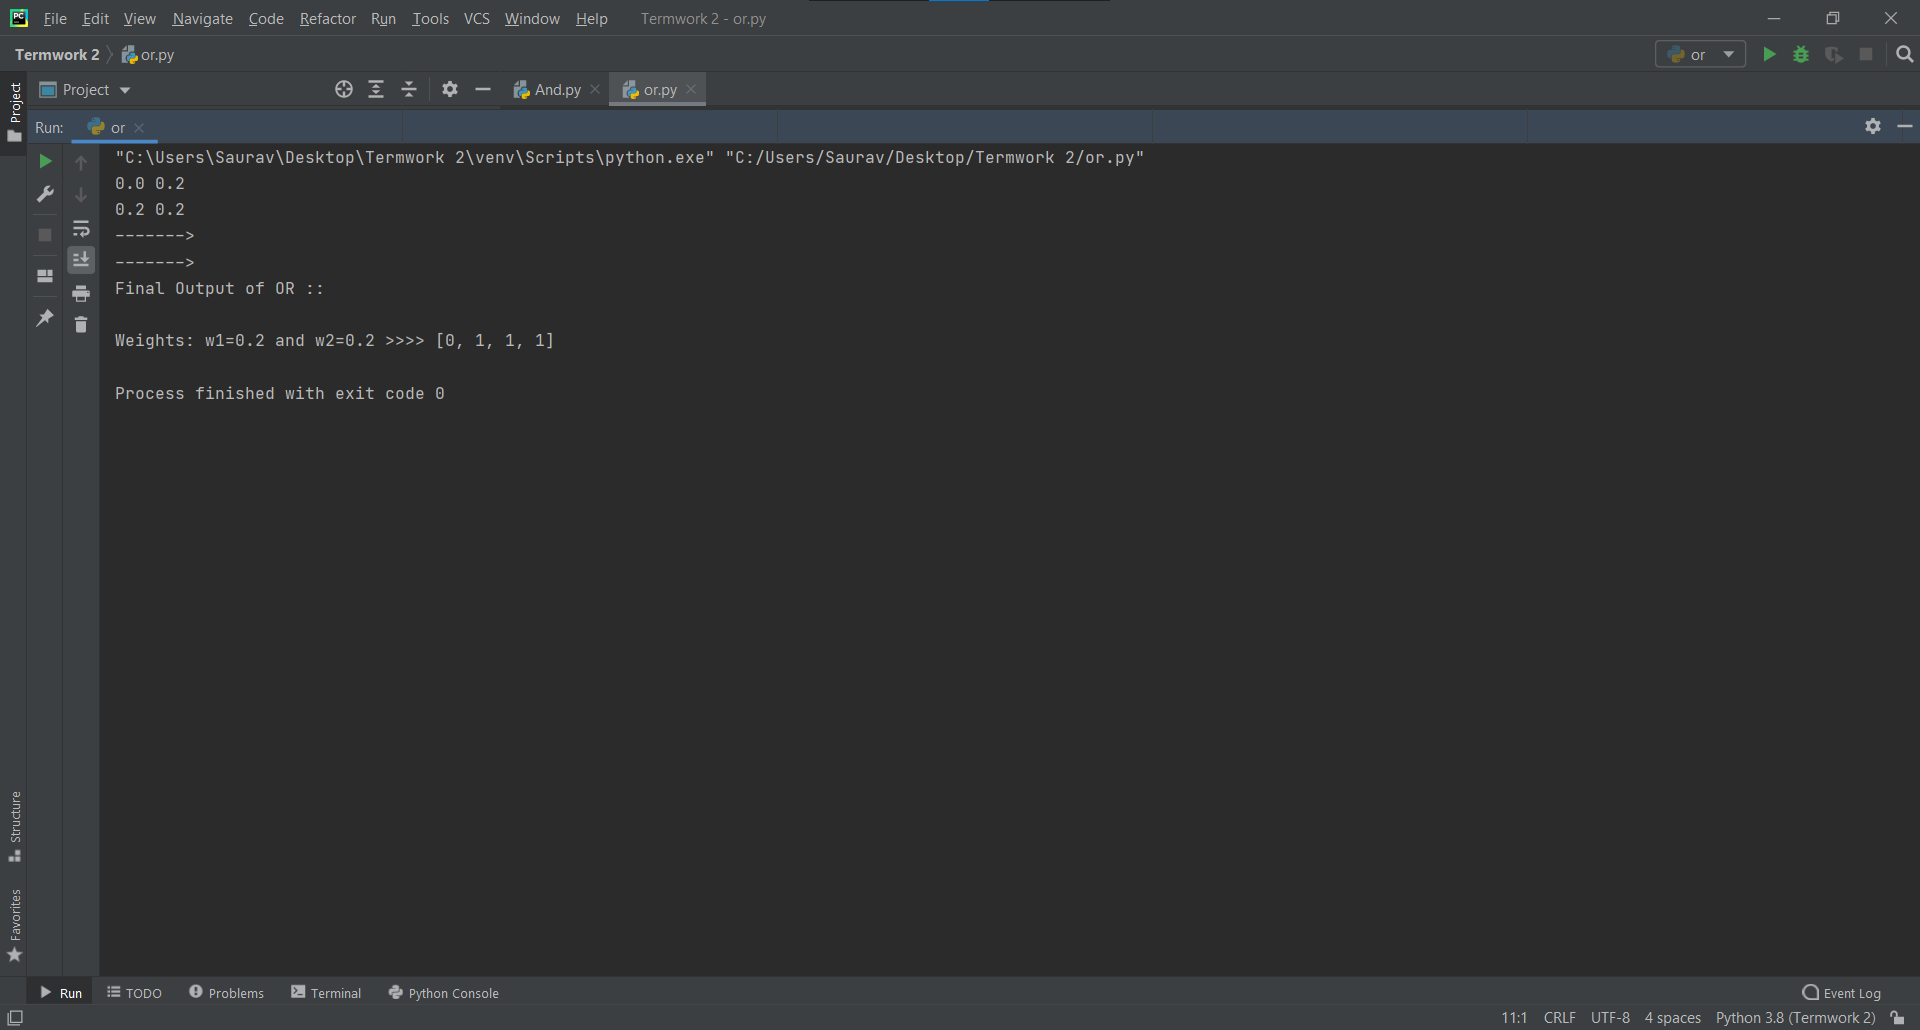 File Edit View Navigate Code Refactor Run Tools VCS Window Help Termwork 2 - or.py
Termwork 2 or.py or
Project Project And.py or.py
Run: or
"C:\Users\Saurav\Desktop\Termwork 2\venv\Scripts\python.exe" "C:/Users/Saurav/Desktop/Termwork 2/or.py"
0.0 0.2
0.2 0.2
------->
------->
Final Output of OR ::
Weights: w1=0.2 and w2=0.2 >>>> [0, 1, 1, 1]
Process finished with exit code 0
Structure
Favorites
Run TODO Problems Terminal Python Console Event Log
11:1 CRLF UTF-8 4 spaces Python 3.8 (Termwork 2)